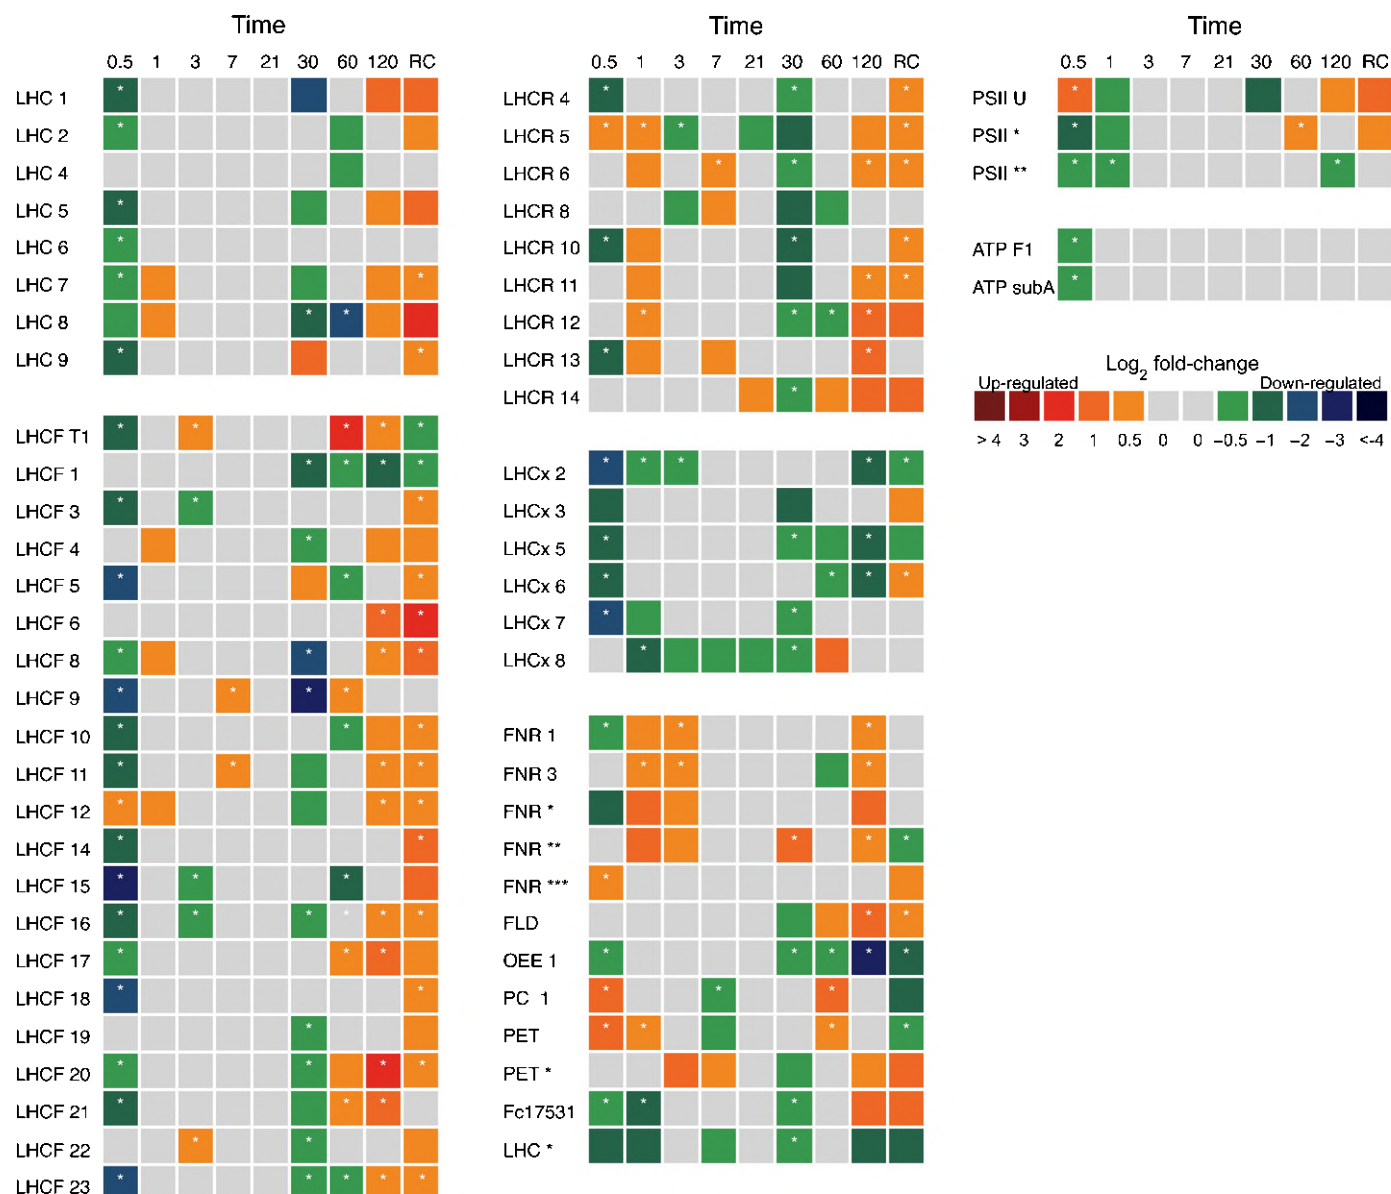 Time
0.5 1 3 7 21 30 60 120 RC
LHC 1
LHC 2
LHC 4
LHC 5
LHC 6
LHC 7
LHC 8
LHC 9
LHCF T1
LHCF 1
LHCF 3
LHCF 4
LHCF 5
LHCF 6
LHCF 8
LHCF 9
LHCF 10
LHCF 11
LHCF 12
LHCF 14
LHCF 15
LHCF 16
LHCF 17
LHCF 18
LHCF 19
LHCF 20
LHCF 21
LHCF 22
LHCF 23
Time
0.5 1 3 7 21 30 60 120 RC
LHCR 4
LHCR 5
LHCR 6
LHCR 8
LHCR 10
LHCR 11
LHCR 12
LHCR 13
LHCR 14
LHCx 2
LHCx 3
LHCx 5
LHCx 6
LHCx 7
LHCx 8
FNR 1
FNR 3
FNR *
FNR **
FNR ***
FLD
OEE 1
PC 1
PET
PET *
Fc17531
LHC *
Time
0.5 1 3 7 21 30 60 120 RC
PSII U
PSII *
PSII **
ATP F1
ATP subA
Log2 fold-change
Up-regulated Down-regulated
> 4 3 2 1 0.5 0 0 −0.5 −1 −2 −3 <-4